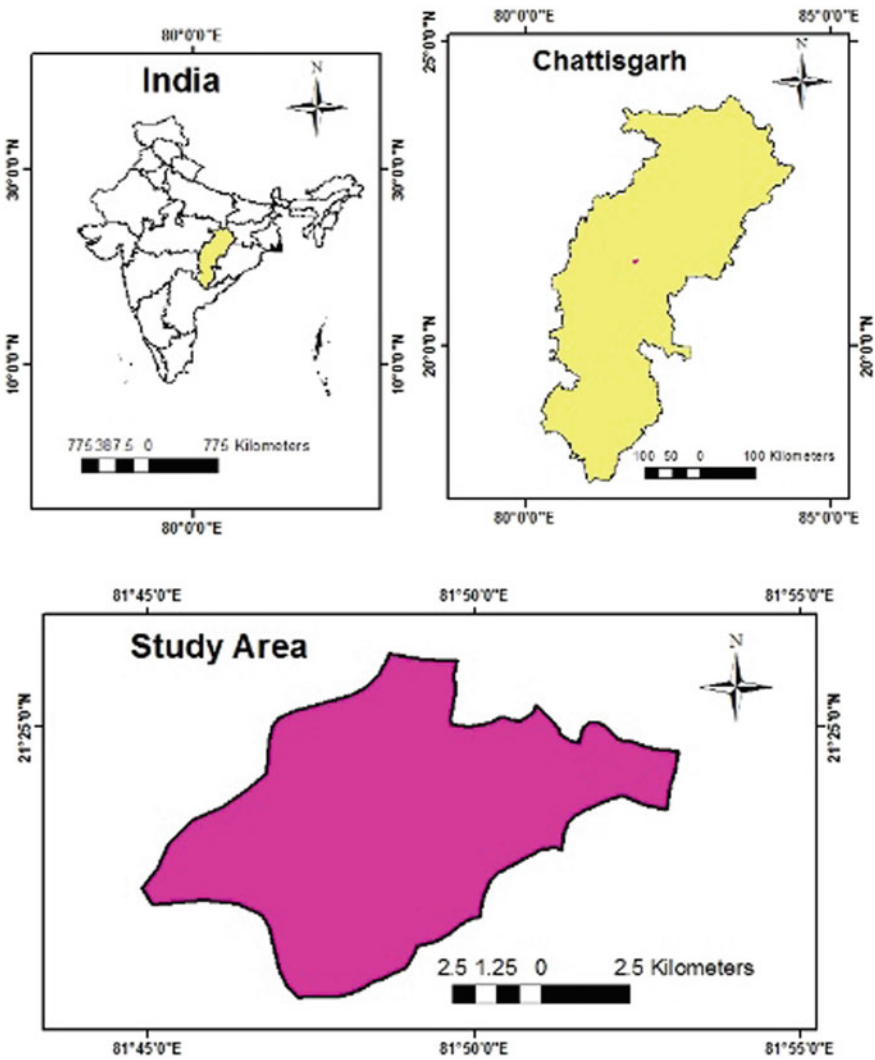 80°0'0"E
India
N
30°0'0"N
30°0'0"N
10°0'0"N
10°0'0"N
775387.5 0 775 Kilometers
80°0'0"E
80°0'0"E 85°0'0"E
25°0'0"N
Chattisgarh
N
20°0'0"N
20°0'0"N
100 50 0 100 Kilometers
80°0'0"E 85°0'0"E
81°45'0"E 81°50'0"E 81°55'0"E
Study Area
N
21°25'0"N
21°25'0"N
2.5 1.25 0 2.5 Kilometers
81°45'0"E 81°50'0"E 81°55'0"E